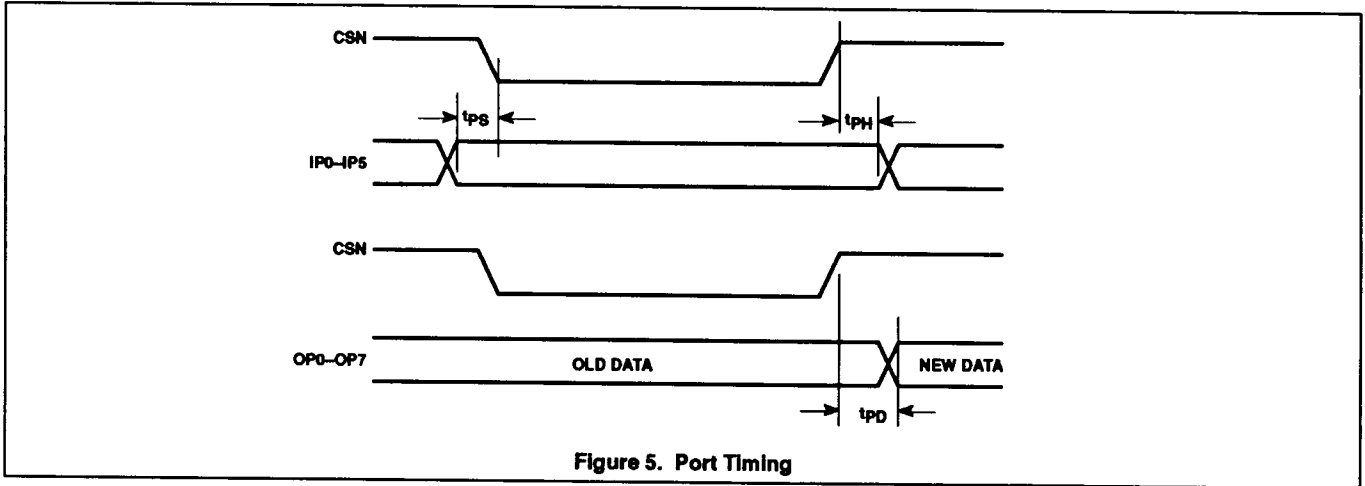 CSN
tPS
tPH
IP0–IP5
CSN
OP0–OP7
OLD DATA
NEW DATA
tPD
Figure 5. Port Timing